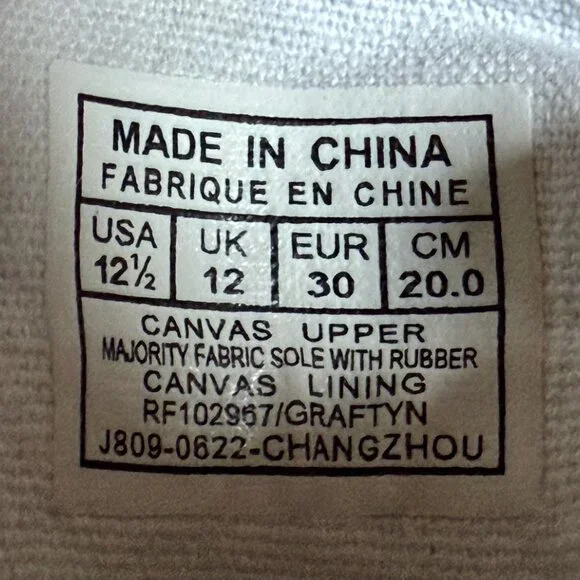 MADE IN CHINA
FABRIQUE EN CHINE
USA UK EUR CM
12½ 12 30 20.0
CANVAS UPPER
MAJORITY FABRIC SOLE WITH RUBBER
CANVAS LINING
RF102967/GRAFTYN
J809-0622-CHANGZHOU